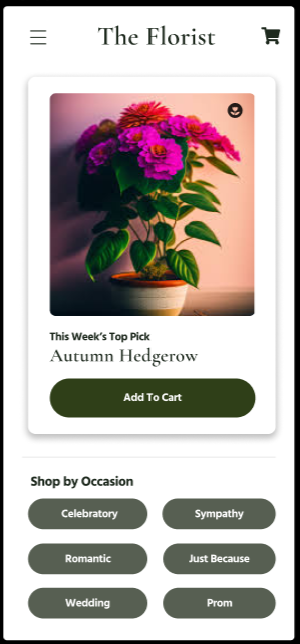 The Florist
This Week's Top Pick
Autumn Hedgerow
Add To Cart
Shop by Occasion
Celebratory
Sympathy
Romantic
Just Because
Wedding
Prom